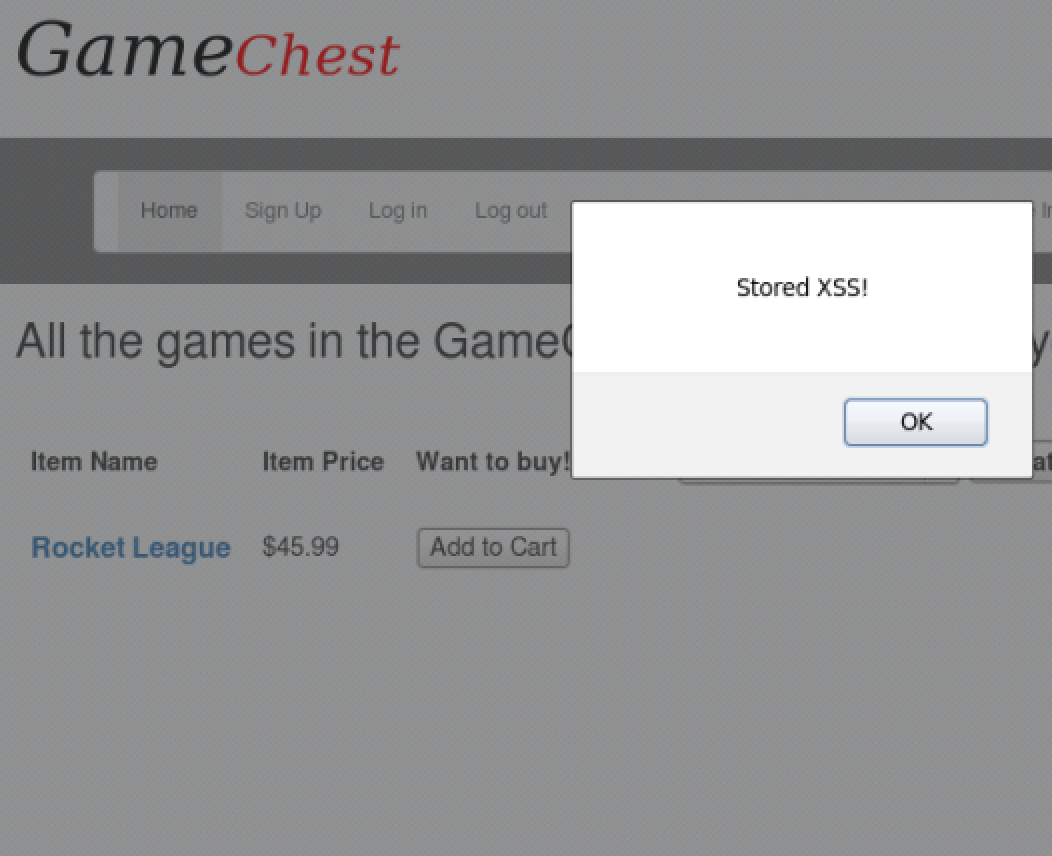 GameChest
Home Sign Up Log in Log out
Stored XSS!
OK
All the games in the Game
Item Name Item Price Want to buy!
Rocket League $45.99 Add to Cart